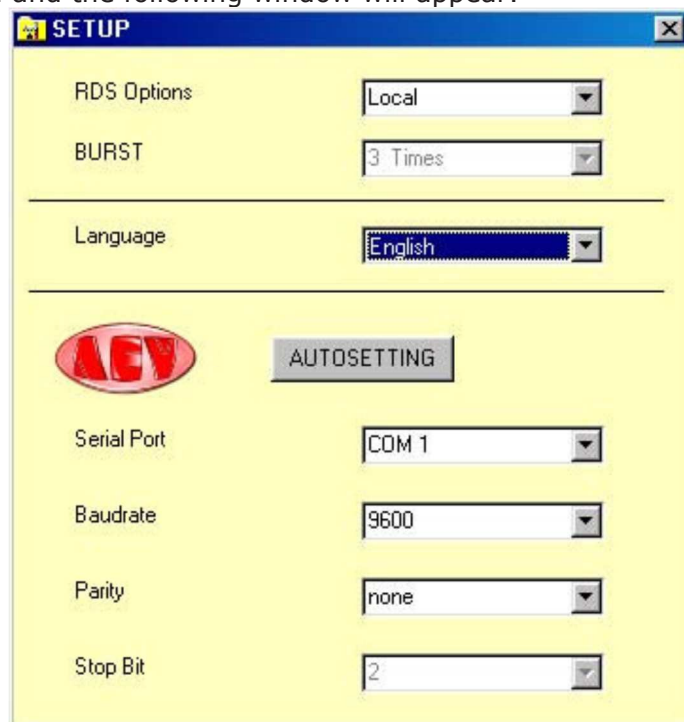 and the following window will appear:
SETUP
RDS Options Local
BURST 3 Times
Language English
AEV AUTOSETTING
Serial Port COM 1
Baudrate 9600
Parity none
Stop Bit 2